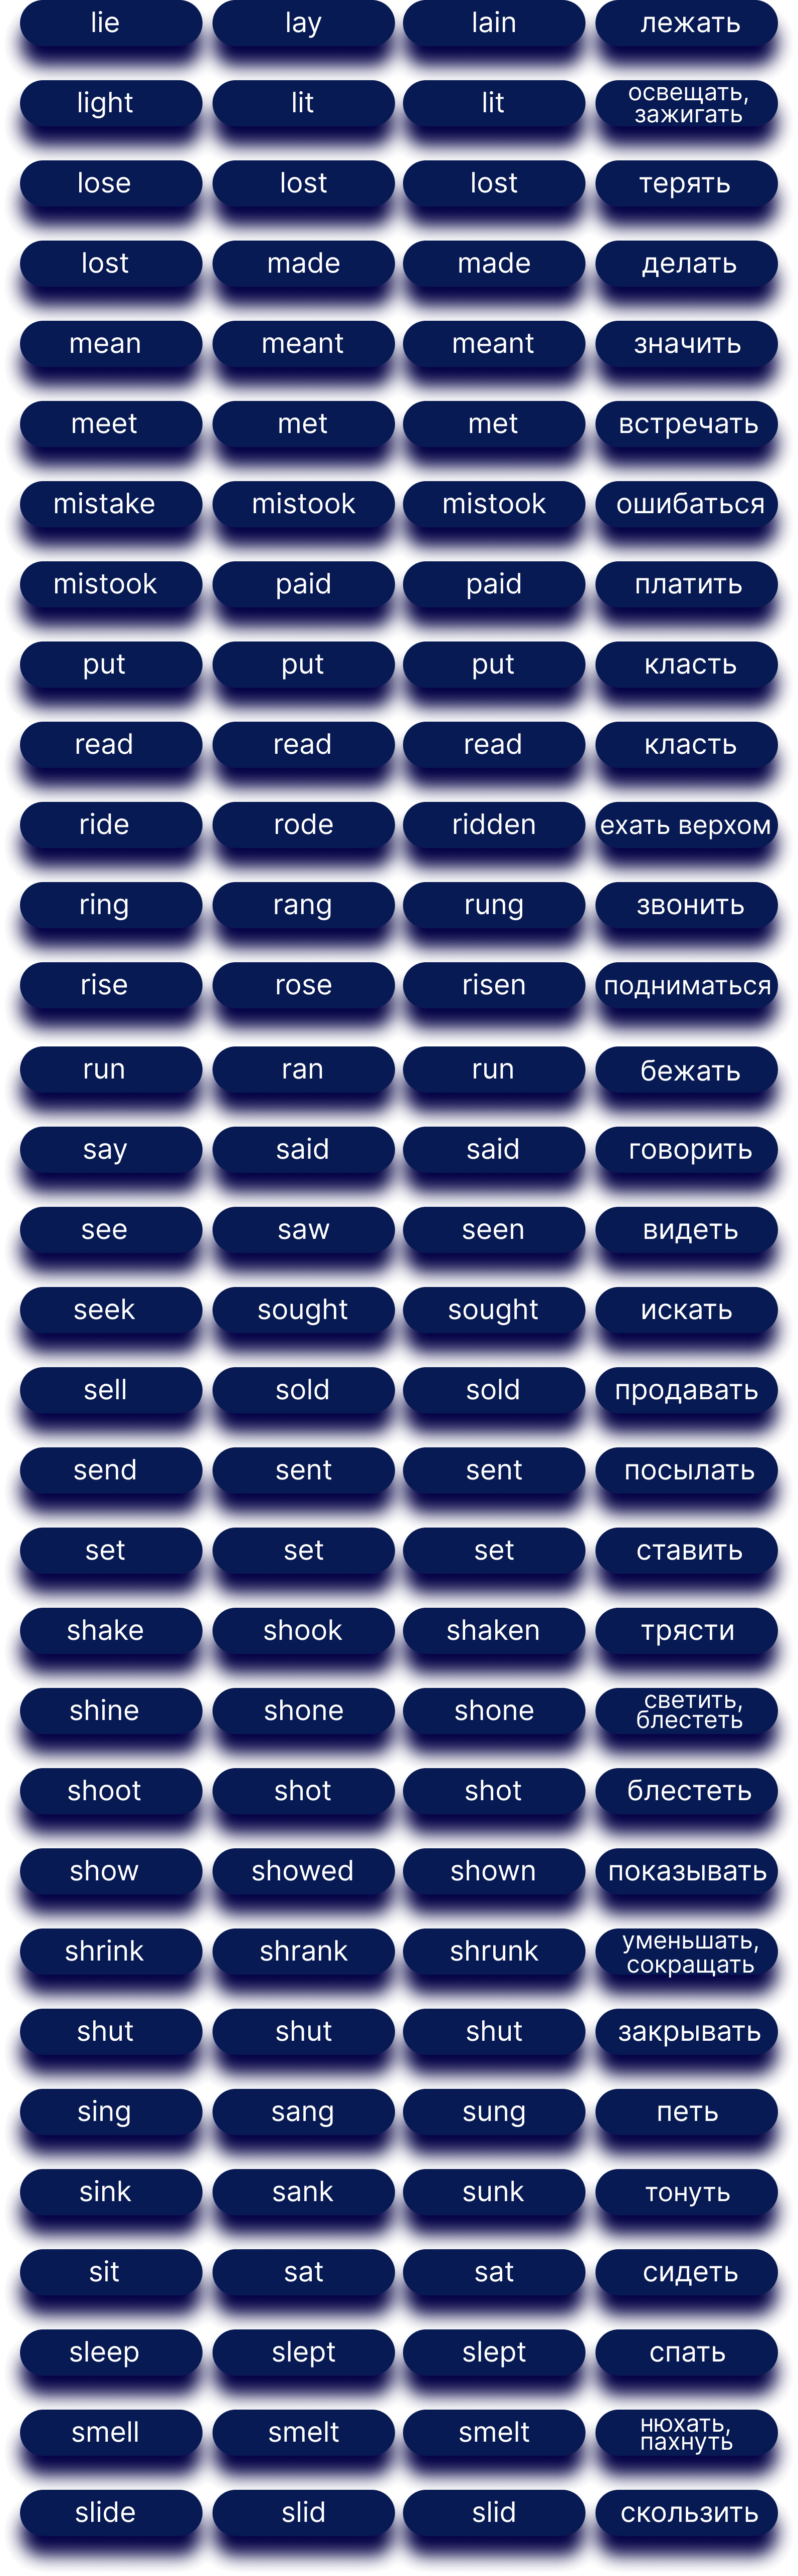 lie lay lain лежать
light lit lit освещать,
зажигать
lose lost lost терять
lost made made делать
mean meant meant значить
meet met met встречать
mistake mistook mistook ошибаться
mistook paid paid платить
put put put класть
read read read класть
ride rode ridden ехать верхом
ring rang rung звонить
rise rose risen подниматься
run ran run бежать
say said said говорить
see saw seen видеть
seek sought sought искать
sell sold sold продавать
send sent sent посылать
set set set ставить
shake shook shaken трясти
shine shone shone светить,
блестеть
shoot shot shot блестеть
show showed shown показывать
shrink shrank shrunk уменьшать,
сокращать
shut shut shut закрывать
sing sang sung петь
sink sank sunk тонуть
sit sat sat сидеть
sleep slept slept спать
smell smelt smelt нюхать,
пахнуть
slide slid slid скользить